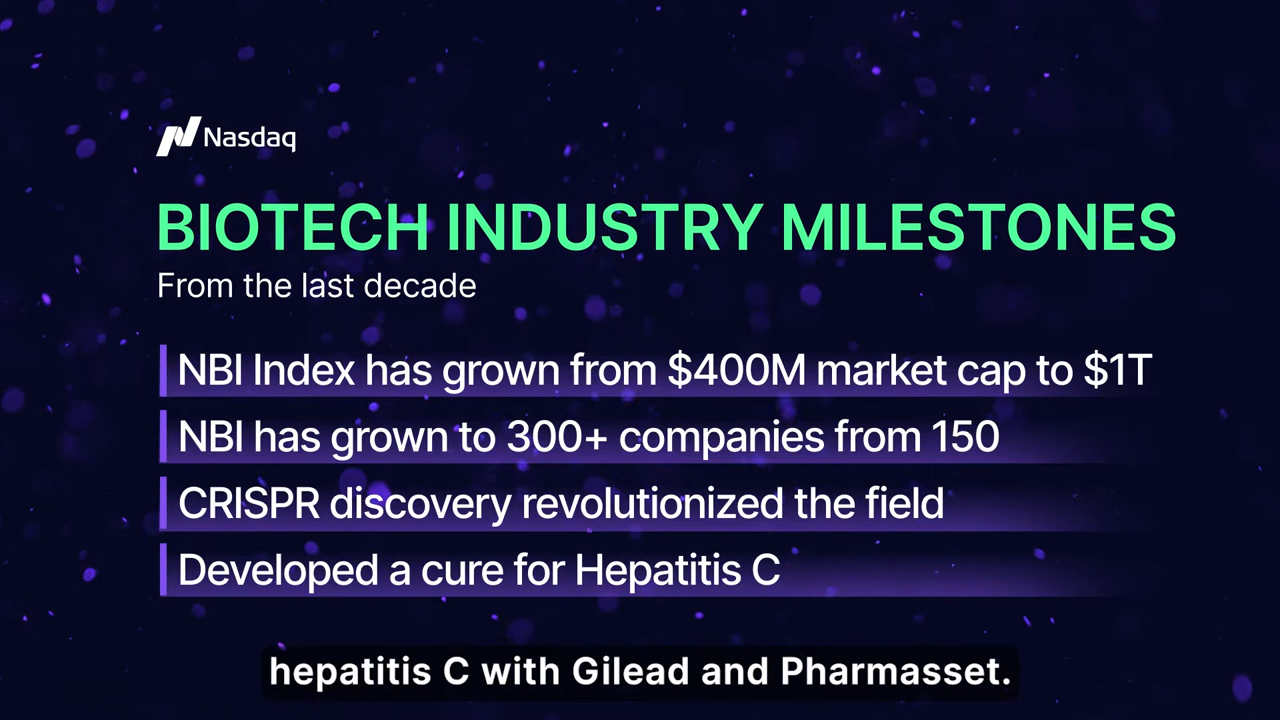 Nasdaq
BIOTECH INDUSTRY MILESTONES
From the last decade
NBI Index has grown from $400M market cap to $1T
NBI has grown to 300+ companies from 150
CRISPR discovery revolutionized the field
Developed a cure for Hepatitis C
hepatitis C with Gilead and Pharmasset.